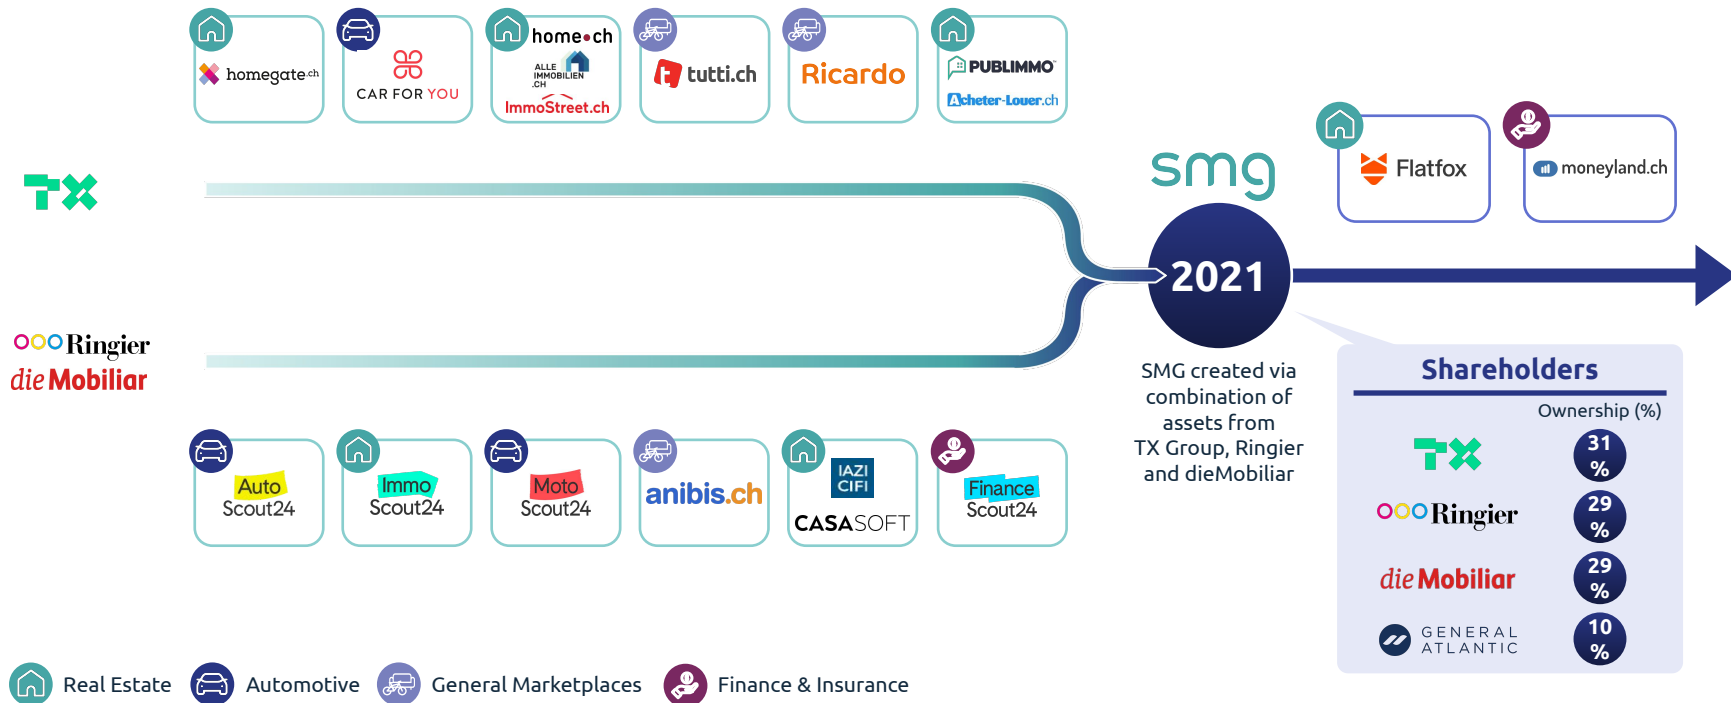 homegate.ch
CAR FOR YOU
home.ch
ALLE
IMMOBILIEN
.CH
ImmoStreet.ch
tutti.ch
Ricardo
PUBLIMMO
Acheter-Louer.ch
TX
smg
Flatfox
moneyland.ch
2021
Ringier
die Mobiliar
SMG created via
combination of
assets from
TX Group, Ringier
and dieMobiliar
Shareholders
Ownership (%)
TX
31
%
Ringier
29
%
die Mobiliar
29
%
GENERAL
ATLANTIC
10
%
Auto
Scout24
Immo
Scout24
Moto
Scout24
anibis.ch
IAZI
CIFI
CASASOFT
Finance
Scout24
Real Estate
Automotive
General Marketplaces
Finance & Insurance